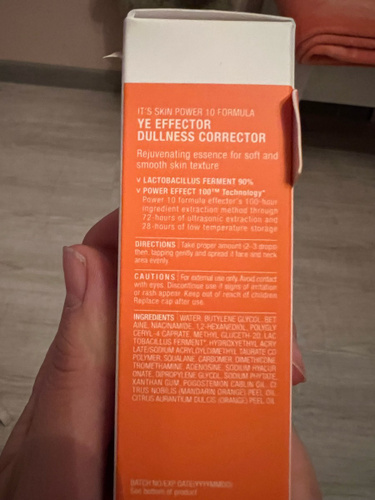 IT'S SKIN POWER 10 FORMULA
YE EFFECTOR
DULLNESS CORRECTOR
Rejuvenating essence for soft and
smooth skin texture
v LACTOBACILLUS FERMENT 90%
v POWER EFFECT 100™ Technology*
Power 10 formula effector's 100-hour
ingredient extraction method through
72-hours of ultrasonic extraction and
28-hours of low temperature storage
DIRECTIONS | Take proper amount (2-3 drops)
then, tapping gently and spread it face and neck
area evenly.
CAUTIONS | For external use only. Avoid contact
with eyes. Discontinue use if signs of irritation
or rash appear. Keep out of reach of children
Replace cap after use.
INGREDIENTS | WATER, BUTYLENE GLYCOL, BET
AINE, NIACINAMIDE, 1,2-HEXANEDIOL, POLYGLY
CERYL-4 CAPRATE, METHYL GLUCETH-20, LAC
TOBACILLUS FERMENT*, HYDROXYETHYL ACRY
LATE/SODIUM ACRYLOYLDIMETHYL TAURATE CO
POLYMER, SQUALANE, CARBOMER, DIMETHICONE,
TROMETHAMINE, ADENOSINE, SODIUM HYALUR
ONATE, DIPROPYLENE GLYCOL, SODIUM PHYTATE,
XANTHAN GUM, POGOSTEMON CABLIN OIL, CI
TRUS NOBILIS (MANDARIN ORANGE) PEEL OIL,
CITRUS AURANTIUM DULCIS (ORANGE) PEEL OIL
BATCH NO/EXP DATE(YYYY/MM/DD)
See bottom of product